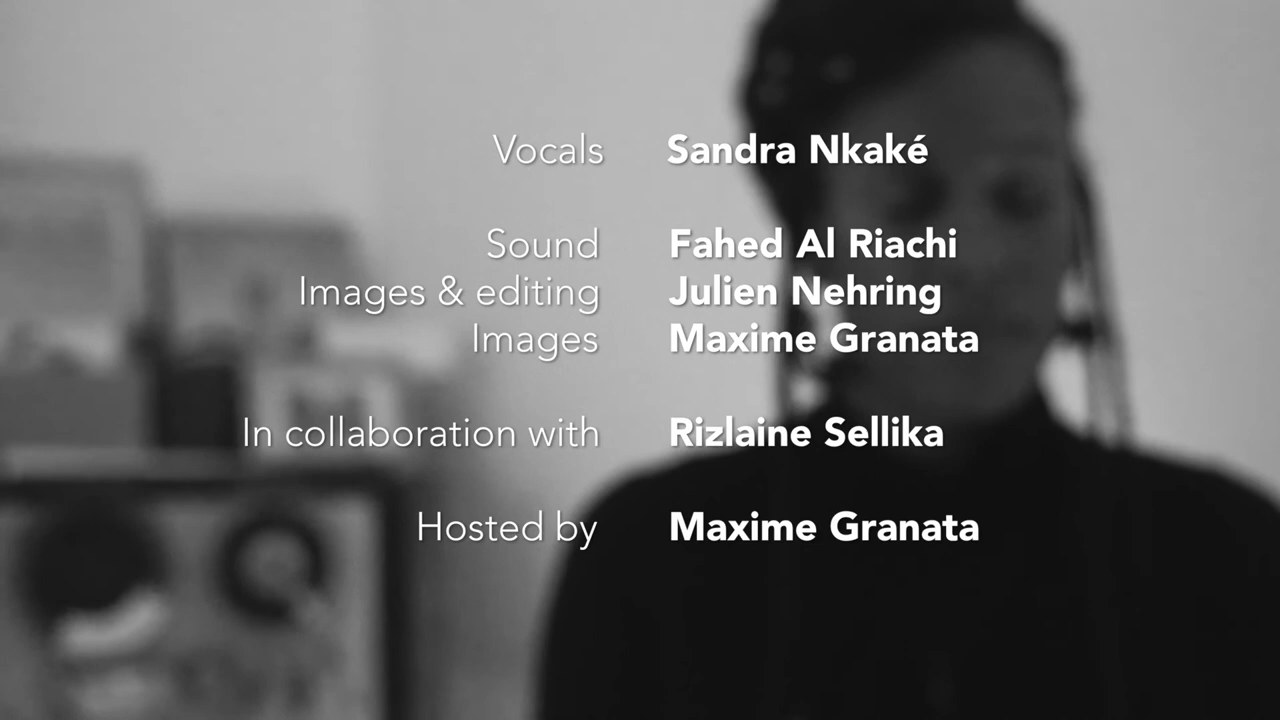 Vocals Sandra Nkaké
Sound Fahed Al Riachi
Images & editing Julien Nehring
Images Maxime Granata
In collaboration with Rizlaine Sellika
Hosted by Maxime Granata